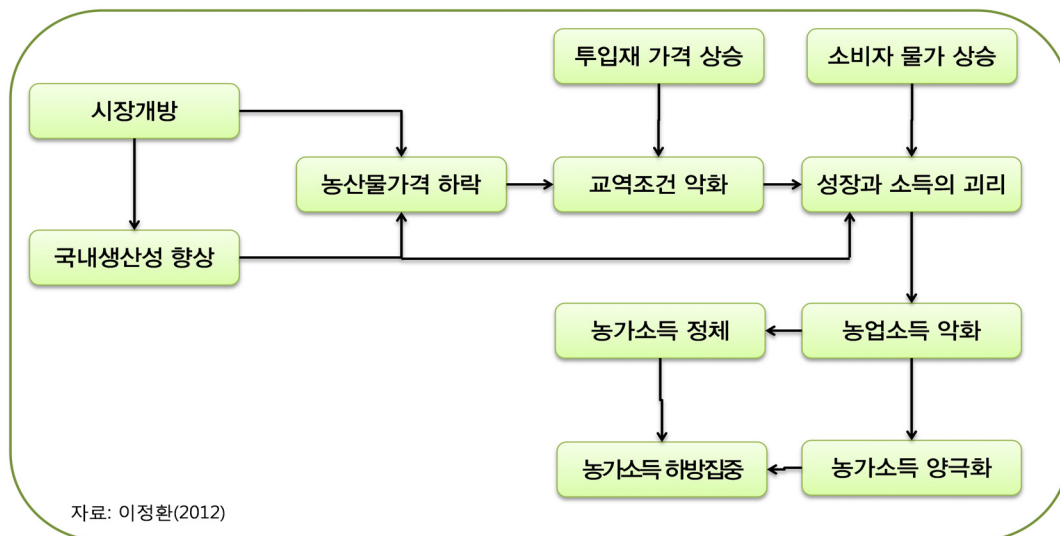 투입재 가격 상승
소비자 물가 상승
시장개방
농산물가격 하락
교역조건 악화
성장과 소득의 괴리
국내생산성 향상
농가소득 정체
농업소득 악화
농가소득 하방집중
농가소득 양극화
자료: 이정환(2012)